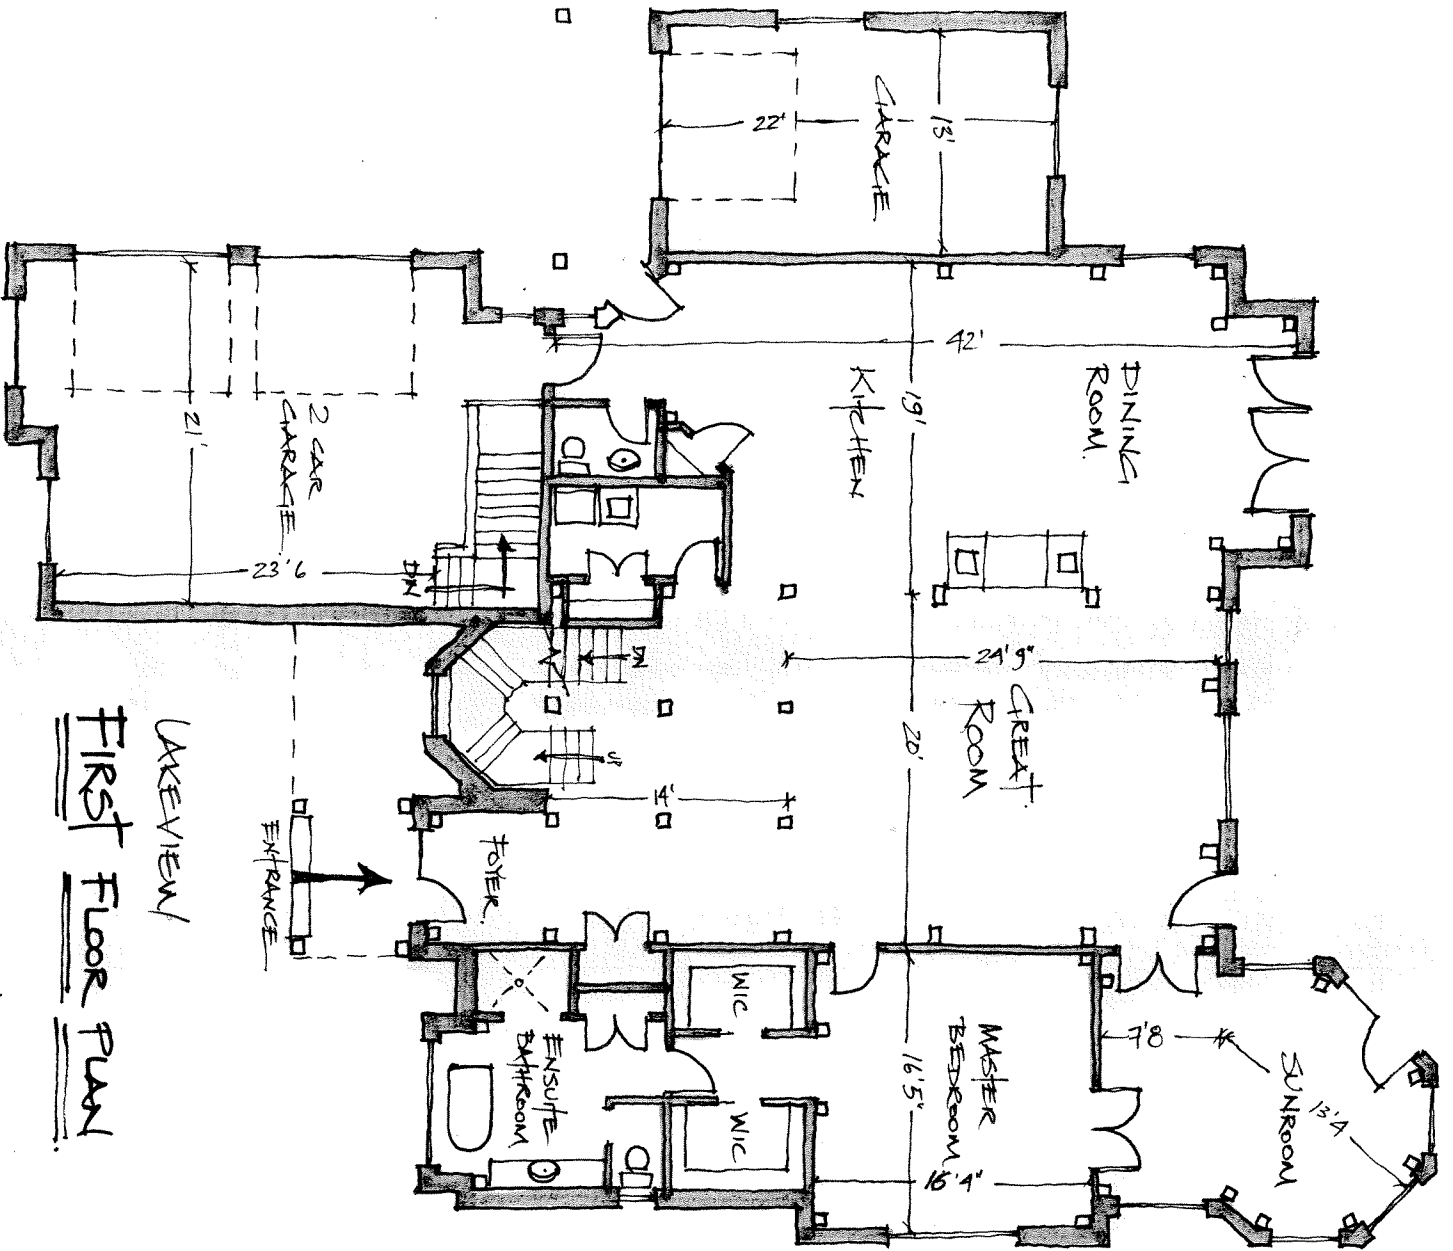 GARAGE
13'
22'
42'
DINING
ROOM
KITCHEN
19'
2 CAR
GARAGE
21'
23'6
DN
DN
UP
24'9"
GREAT
ROOM
20'
14'
FOYER
ENTRANCE
LAKEVIEW
FIRST FLOOR PLAN
WIC
WIC
ENSUITE
BATHROOM
MASTER
BEDROOM
16'5"
16'4"
7'8
SUNROOM
13'4